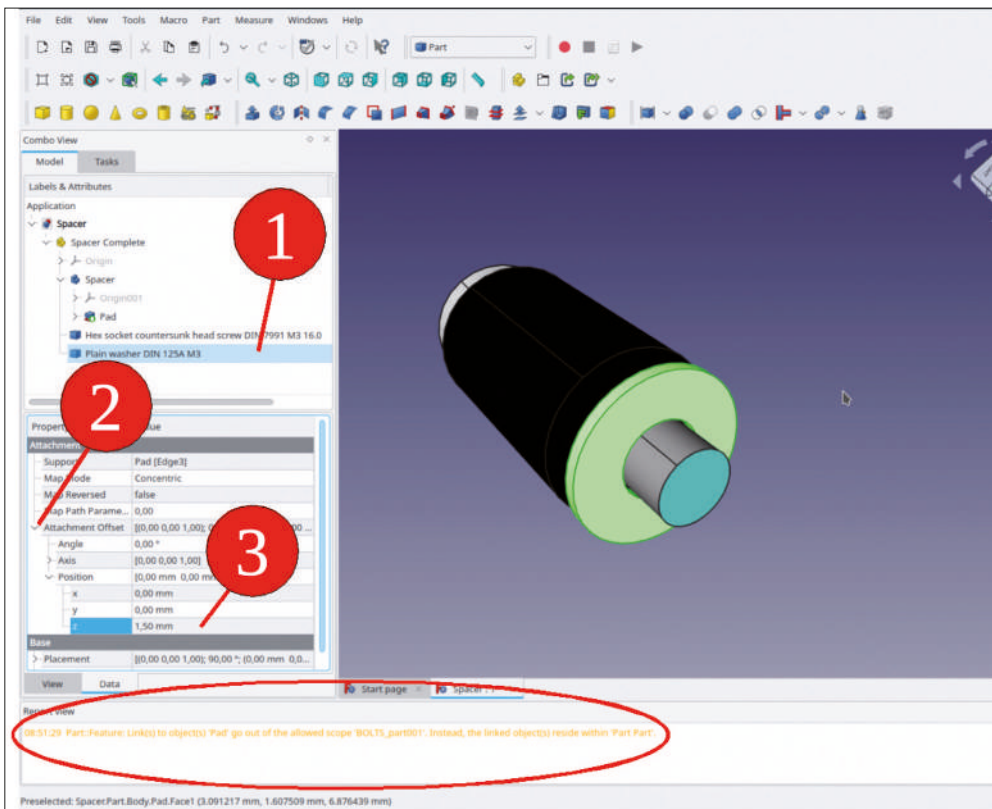 File Edit View Tools Macro Part Measure Windows Help
Part
Combo View
Model Tasks
Labels & Attributes
Application
Spacer
Spacer Complete
Origin
Spacer
Origin001
Pad
Hex socket countersunk head screw DIN 7991 M3 16.0
Plain washer DIN 125A M3
1
2
3
Attachment
Support Pad [Edge3]
Map Mode Concentric
Map Reversed false
Map Path Parame... 0,00
Attachment Offset [(0,00 0,00 1,00); 00 ...
Angle 0,00 °
Axis [0,00 0,00 1,00]
Position [0,00 mm 0,00 mm
x 0,00 mm
y 0,00 mm
z 1,50 mm
Base
Placement [(0,00 0,00 1,00); 90,00 °; (0,00 mm 0,0...
View Data
Start page Spacer : 1
Report view
08:51:29 Part::Feature: Link(s) to object(s) 'Pad' go out of the allowed scope 'BOLTS_part001'. Instead, the linked object(s) reside within 'Part Part'.
Preselected: Spacer.Part.Body.Pad.Face1 (3.091217 mm, 1.607509 mm, 6.876439 mm)